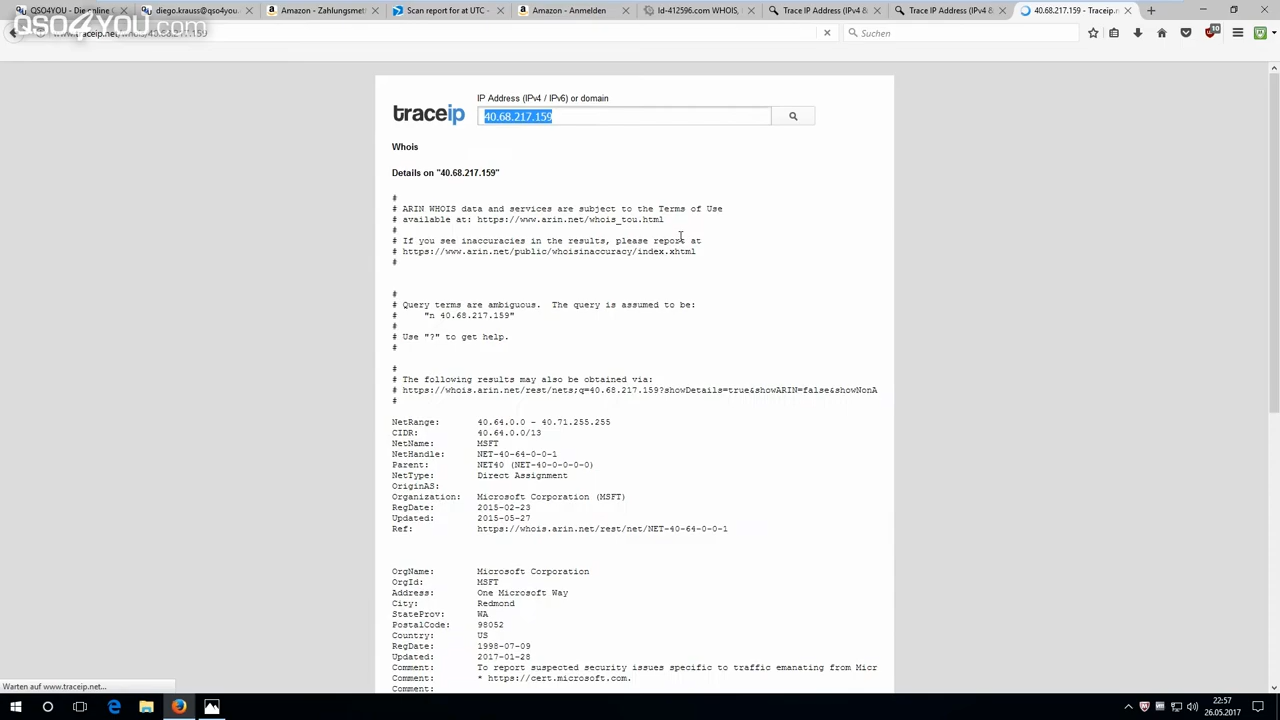 QSO4YOU - Die online
diego.krauss@qso4you.
Amazon - Zahlungsmet
Scan report for at UTC -
Amazon - Anmelden
Id-412596.com WHOIS,
Trace IP Address (IPv4 &
Trace IP Address (IPv4 &
40.68.217.159 - Traceip.n
QSO4YOU.com
www.traceip.net/whois/40.68.217.159
Suchen
10
traceip
IP Address (IPv4 / IPv6) or domain
40.68.217.159
Whois
Details on "40.68.217.159"
#
# ARIN WHOIS data and services are subject to the Terms of Use
# available at: https://www.arin.net/whois_tou.html
#
# If you see inaccuracies in the results, please report at
# https://www.arin.net/public/whoisinaccuracy/index.xhtml
#
#
# Query terms are ambiguous.  The query is assumed to be:
#     "n 40.68.217.159"
#
# Use "?" to get help.
#
#
# The following results may also be obtained via:
# https://whois.arin.net/rest/nets;q=40.68.217.159?showDetails=true&showARIN=false&showNonA
#
NetRange:       40.64.0.0 - 40.71.255.255
CIDR:           40.64.0.0/13
NetName:        MSFT
NetHandle:      NET-40-64-0-0-1
Parent:         NET40 (NET-40-0-0-0-0)
NetType:        Direct Assignment
OriginAS:
Organization:   Microsoft Corporation (MSFT)
RegDate:        2015-02-23
Updated:        2015-05-27
Ref:            https://whois.arin.net/rest/net/NET-40-64-0-0-1
OrgName:        Microsoft Corporation
OrgId:          MSFT
Address:        One Microsoft Way
City:           Redmond
StateProv:      WA
PostalCode:     98052
Country:        US
RegDate:        1998-07-09
Updated:        2017-01-28
Comment:        To report suspected security issues specific to traffic emanating from Micr
Comment:        * https://cert.microsoft.com.
Comment:
Warten auf www.traceip.net...
22:57
26.05.2017